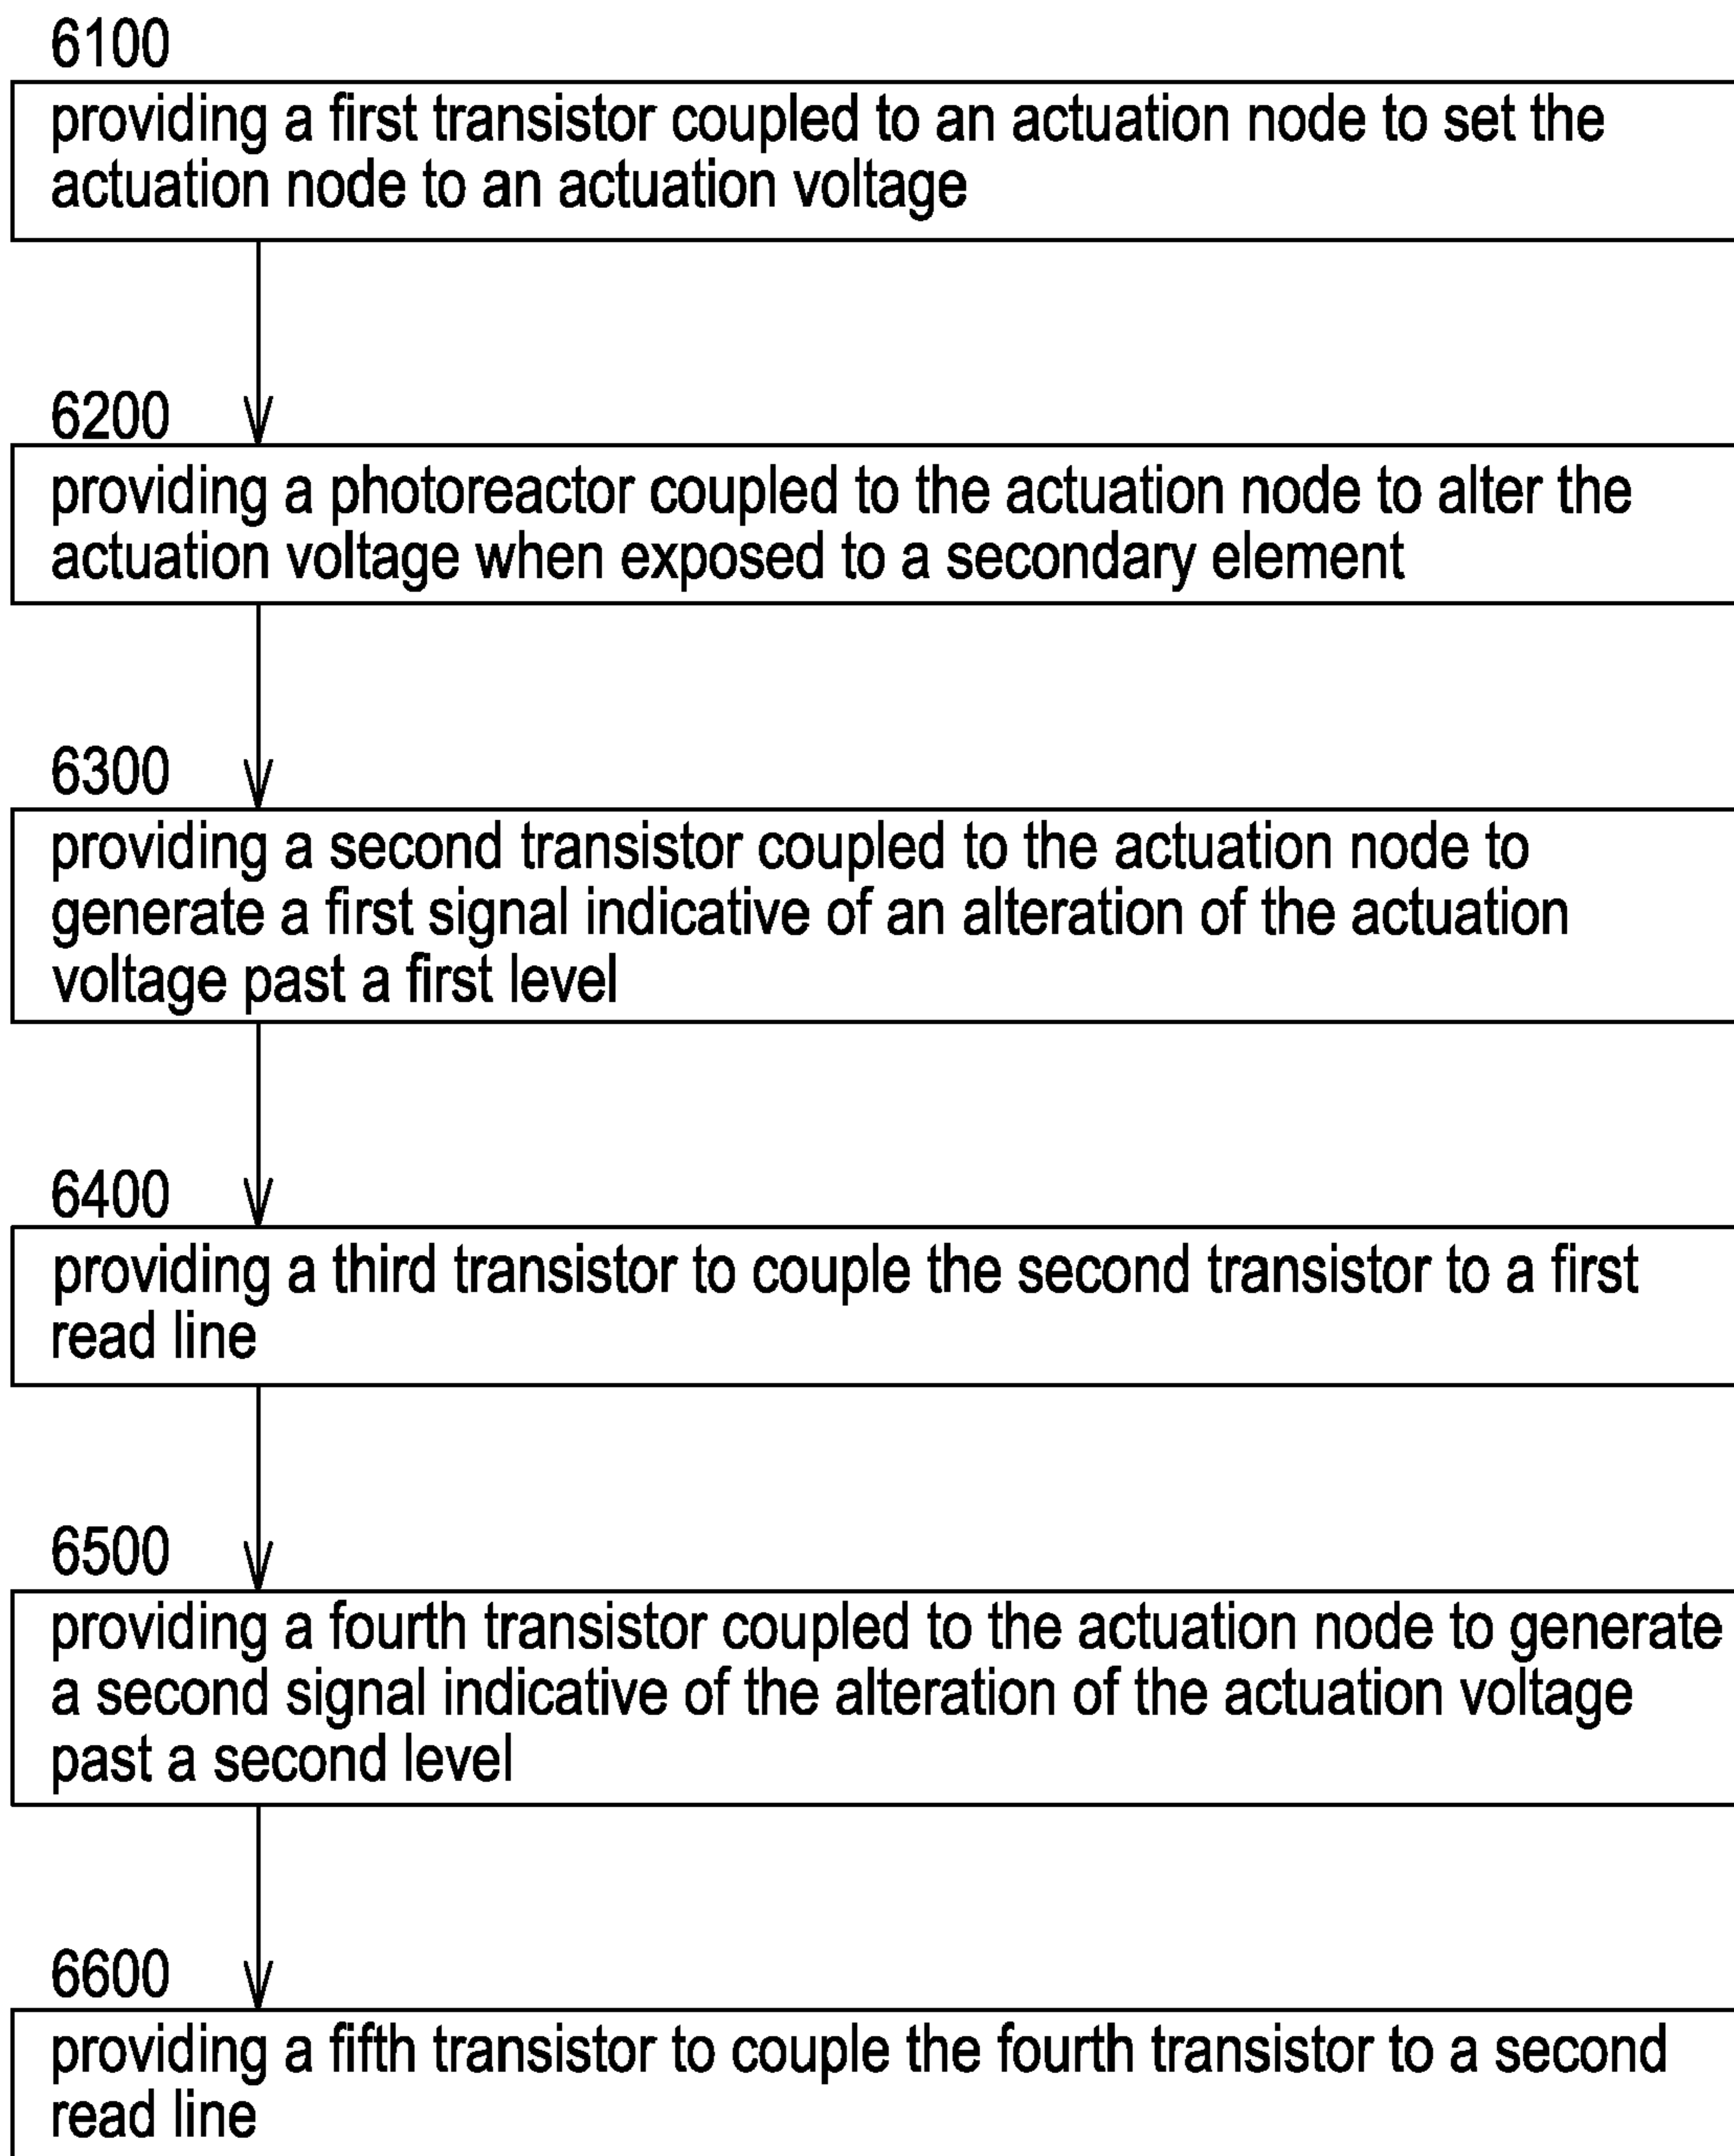 6100
providing a first transistor coupled to an actuation node to set the
actuation node to an actuation voltage
6200
providing a photoreactor coupled to the actuation node to alter the
actuation voltage when exposed to a secondary element
6300
providing a second transistor coupled to the actuation node to
generate a first signal indicative of an alteration of the actuation
voltage past a first level
6400
providing a third transistor to couple the second transistor to a first
read line
6500
providing a fourth transistor coupled to the actuation node to generate
a second signal indicative of the alteration of the actuation voltage
past a second level
6600
providing a fifth transistor to couple the fourth transistor to a second
read line